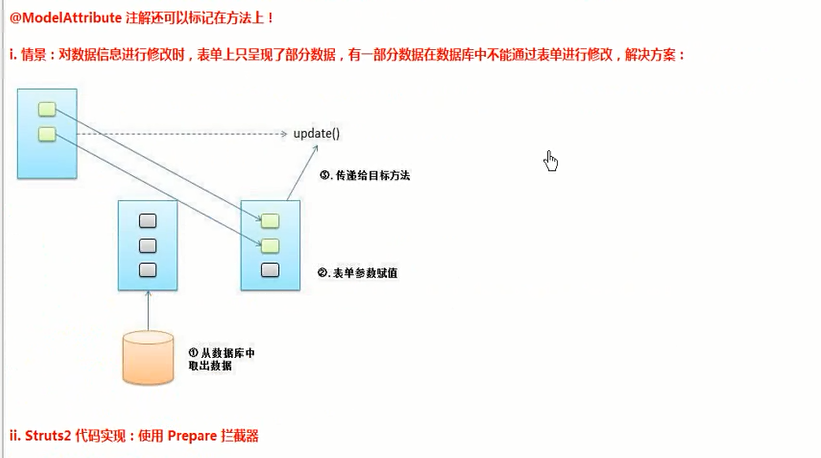 @ModelAttribute 注解还可以标记在方法上！
i. 情景：对数据信息进行修改时，表单上只呈现了部分数据，有一部分数据在数据库中不能通过表单进行修改，解决方案：
update()
③. 传递给目标方法
②. 表单参数赋值
① 从数据库中
取出数据
ii. Struts2 代码实现：使用 Prepare 拦截器